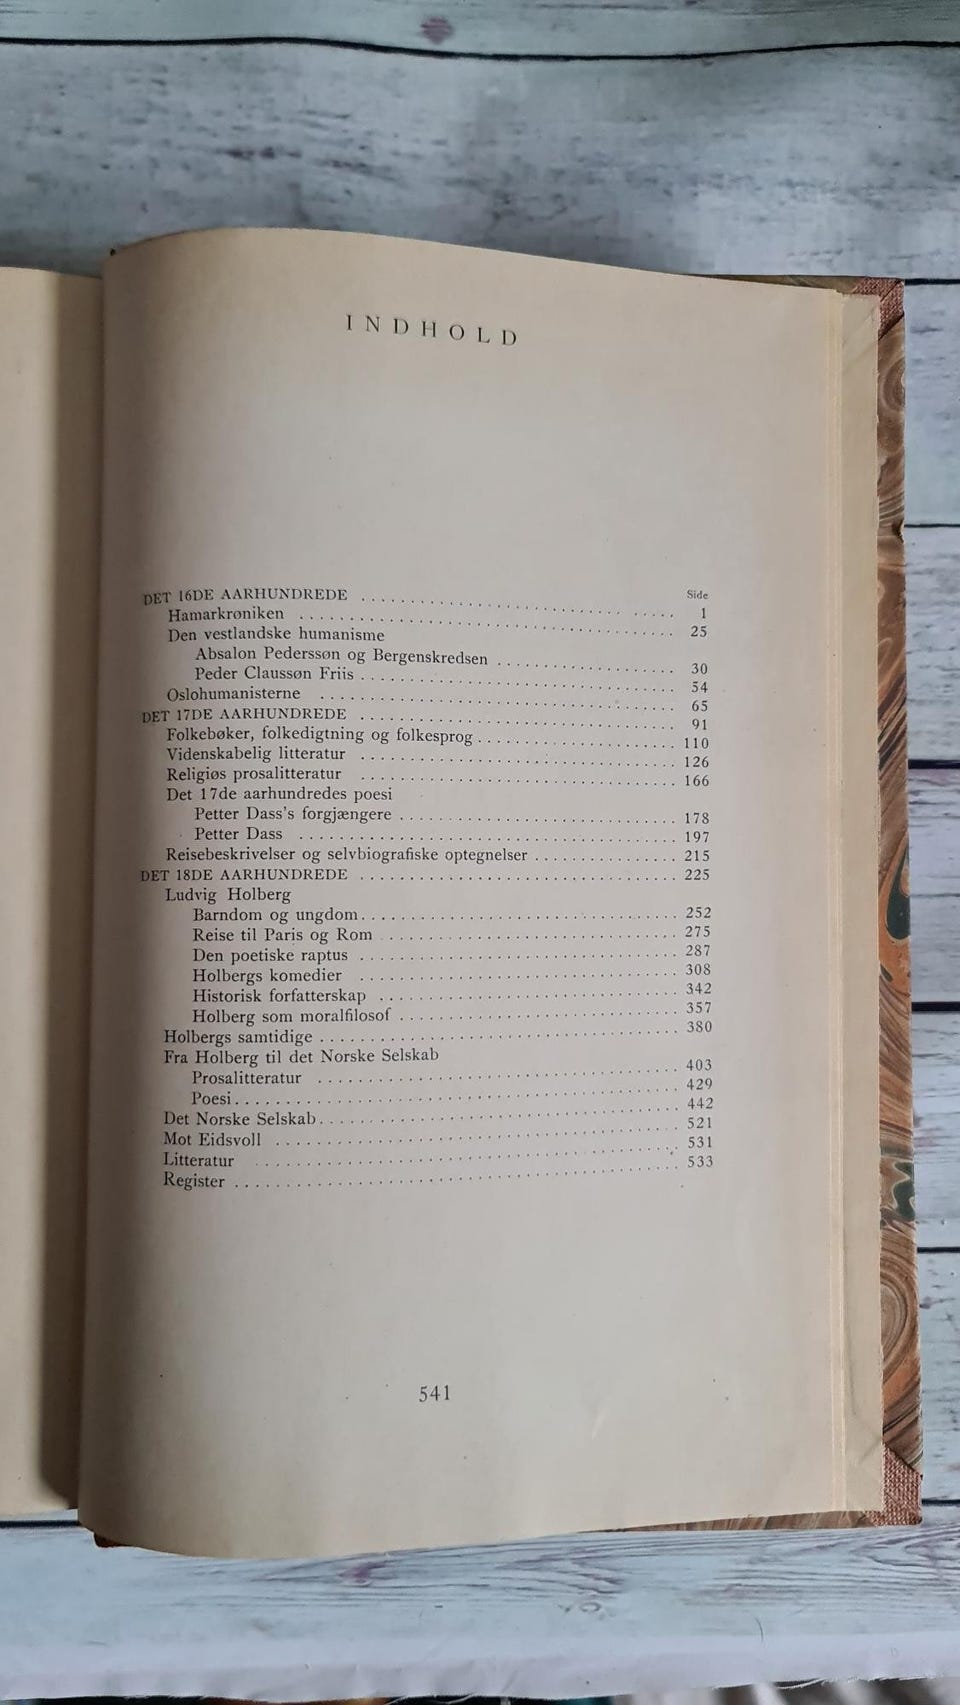 INDHOLD
Side
DET 16DE AARHUNDREDE . . . . . . . . . . 1
Hamarkrøniken . . . . . . . . . . 25
Den vestlandske humanisme
Absalon Pederssøn og Bergenskredsen . . . . . . . . . . 30
Peder Claussøn Friis . . . . . . . . . . 54
Oslohumanisterne . . . . . . . . . . 65
DET 17DE AARHUNDREDE . . . . . . . . . . 91
Folkebøker, folkedigtning og folkesprog . . . . . . . . . . 110
Videnskabelig litteratur . . . . . . . . . . 126
Religiøs prosalitteratur . . . . . . . . . . 166
Det 17de aarhundredes poesi
Petter Dass's forgjængere . . . . . . . . . . 178
Petter Dass . . . . . . . . . . 197
Reisebeskrivelser og selvbiografiske optegnelser . . . . . . . . . . 215
DET 18DE AARHUNDREDE . . . . . . . . . . 225
Ludvig Holberg
Barndom og ungdom . . . . . . . . . . 252
Reise til Paris og Rom . . . . . . . . . . 275
Den poetiske raptus . . . . . . . . . . 287
Holbergs komedier . . . . . . . . . . 308
Historisk forfatterskap . . . . . . . . . . 342
Holberg som moralfilosof . . . . . . . . . . 357
Holbergs samtidige . . . . . . . . . . 380
Fra Holberg til det Norske Selskab
Prosalitteratur . . . . . . . . . . 403
Poesi . . . . . . . . . . 429
Det Norske Selskab . . . . . . . . . . 442
Mot Eidsvoll . . . . . . . . . . 521
Litteratur . . . . . . . . . . 531
Register . . . . . . . . . . 533
541